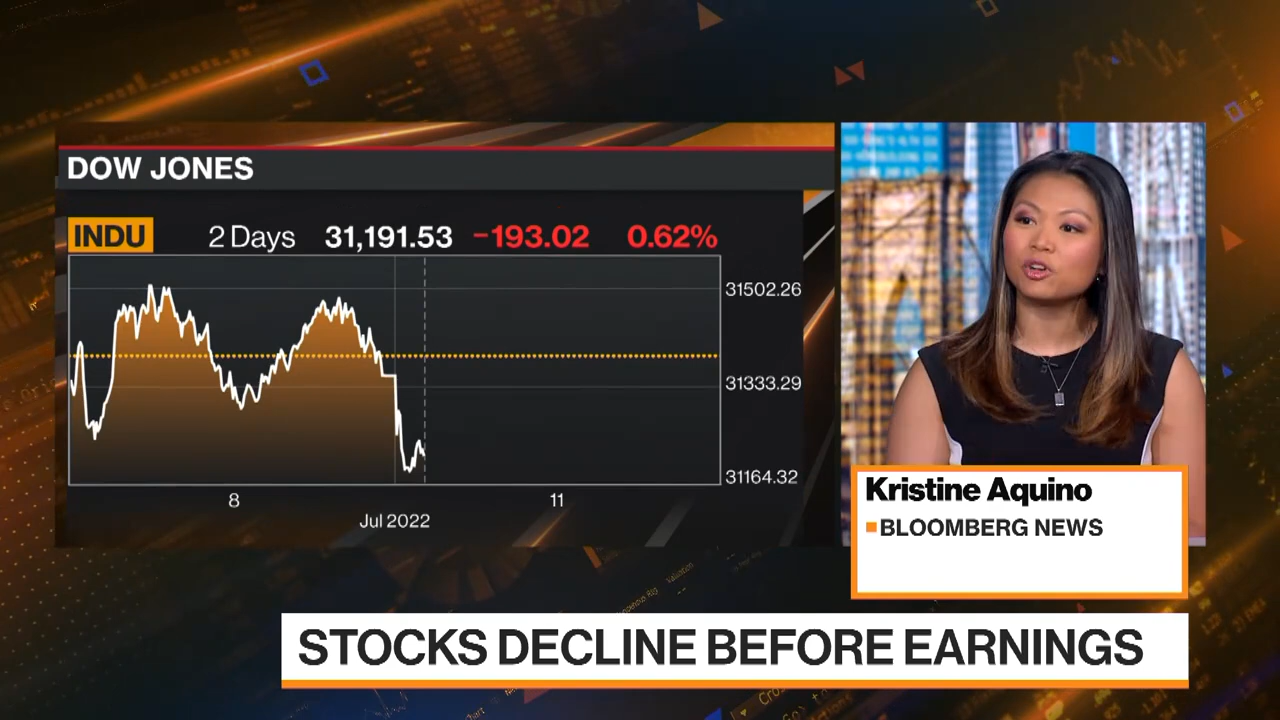 DOW JONES
INDU 2 Days 31,191.53 −193.02 0.62%
31502.26
31333.29
31164.32
8 11
Jul 2022
Kristine Aquino
BLOOMBERG NEWS
STOCKS DECLINE BEFORE EARNINGS